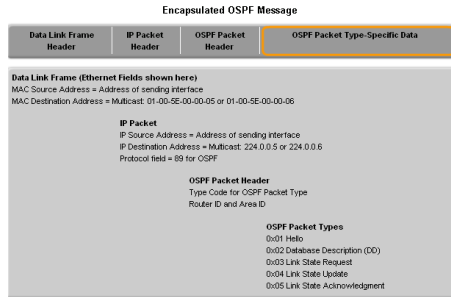 Encapsulated OSPF Message
Data Link Frame Header
IP Packet Header
OSPF Packet Header
OSPF Packet Type-Specific Data
Data Link Frame (Ethernet Fields shown here)
MAC Source Address = Address of sending interface
MAC Destination Address = Multicast: 01-00-5E-00-00-05 or 01-00-5E-00-00-06
IP Packet
IP Source Address = Address of sending interface
IP Destination Address = Multicast: 224.0.0.5 or 224.0.0.6
Protocol field = 89 for OSPF
OSPF Packet Header
Type Code for OSPF Packet Type
Router ID and Area ID
OSPF Packet Types
0x01 Hello
0x02 Database Description (DD)
0x03 Link State Request
0x04 Link State Update
0x05 Link State Acknowledgment